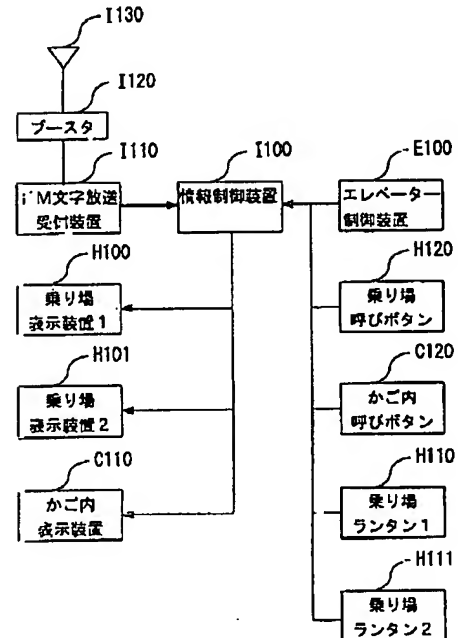 I130
I120
ブースタ
I110
I100
E100
FM文字放送
受付装置
情報制御装置
エレベーター
制御装置
H100
乗り場
表示装置1
H120
乗り場
呼びボタン
H101
乗り場
表示装置2
C120
かご内
呼びボタン
C110
かご内
表示装置
H110
乗り場
ランタン1
H111
乗り場
ランタン2